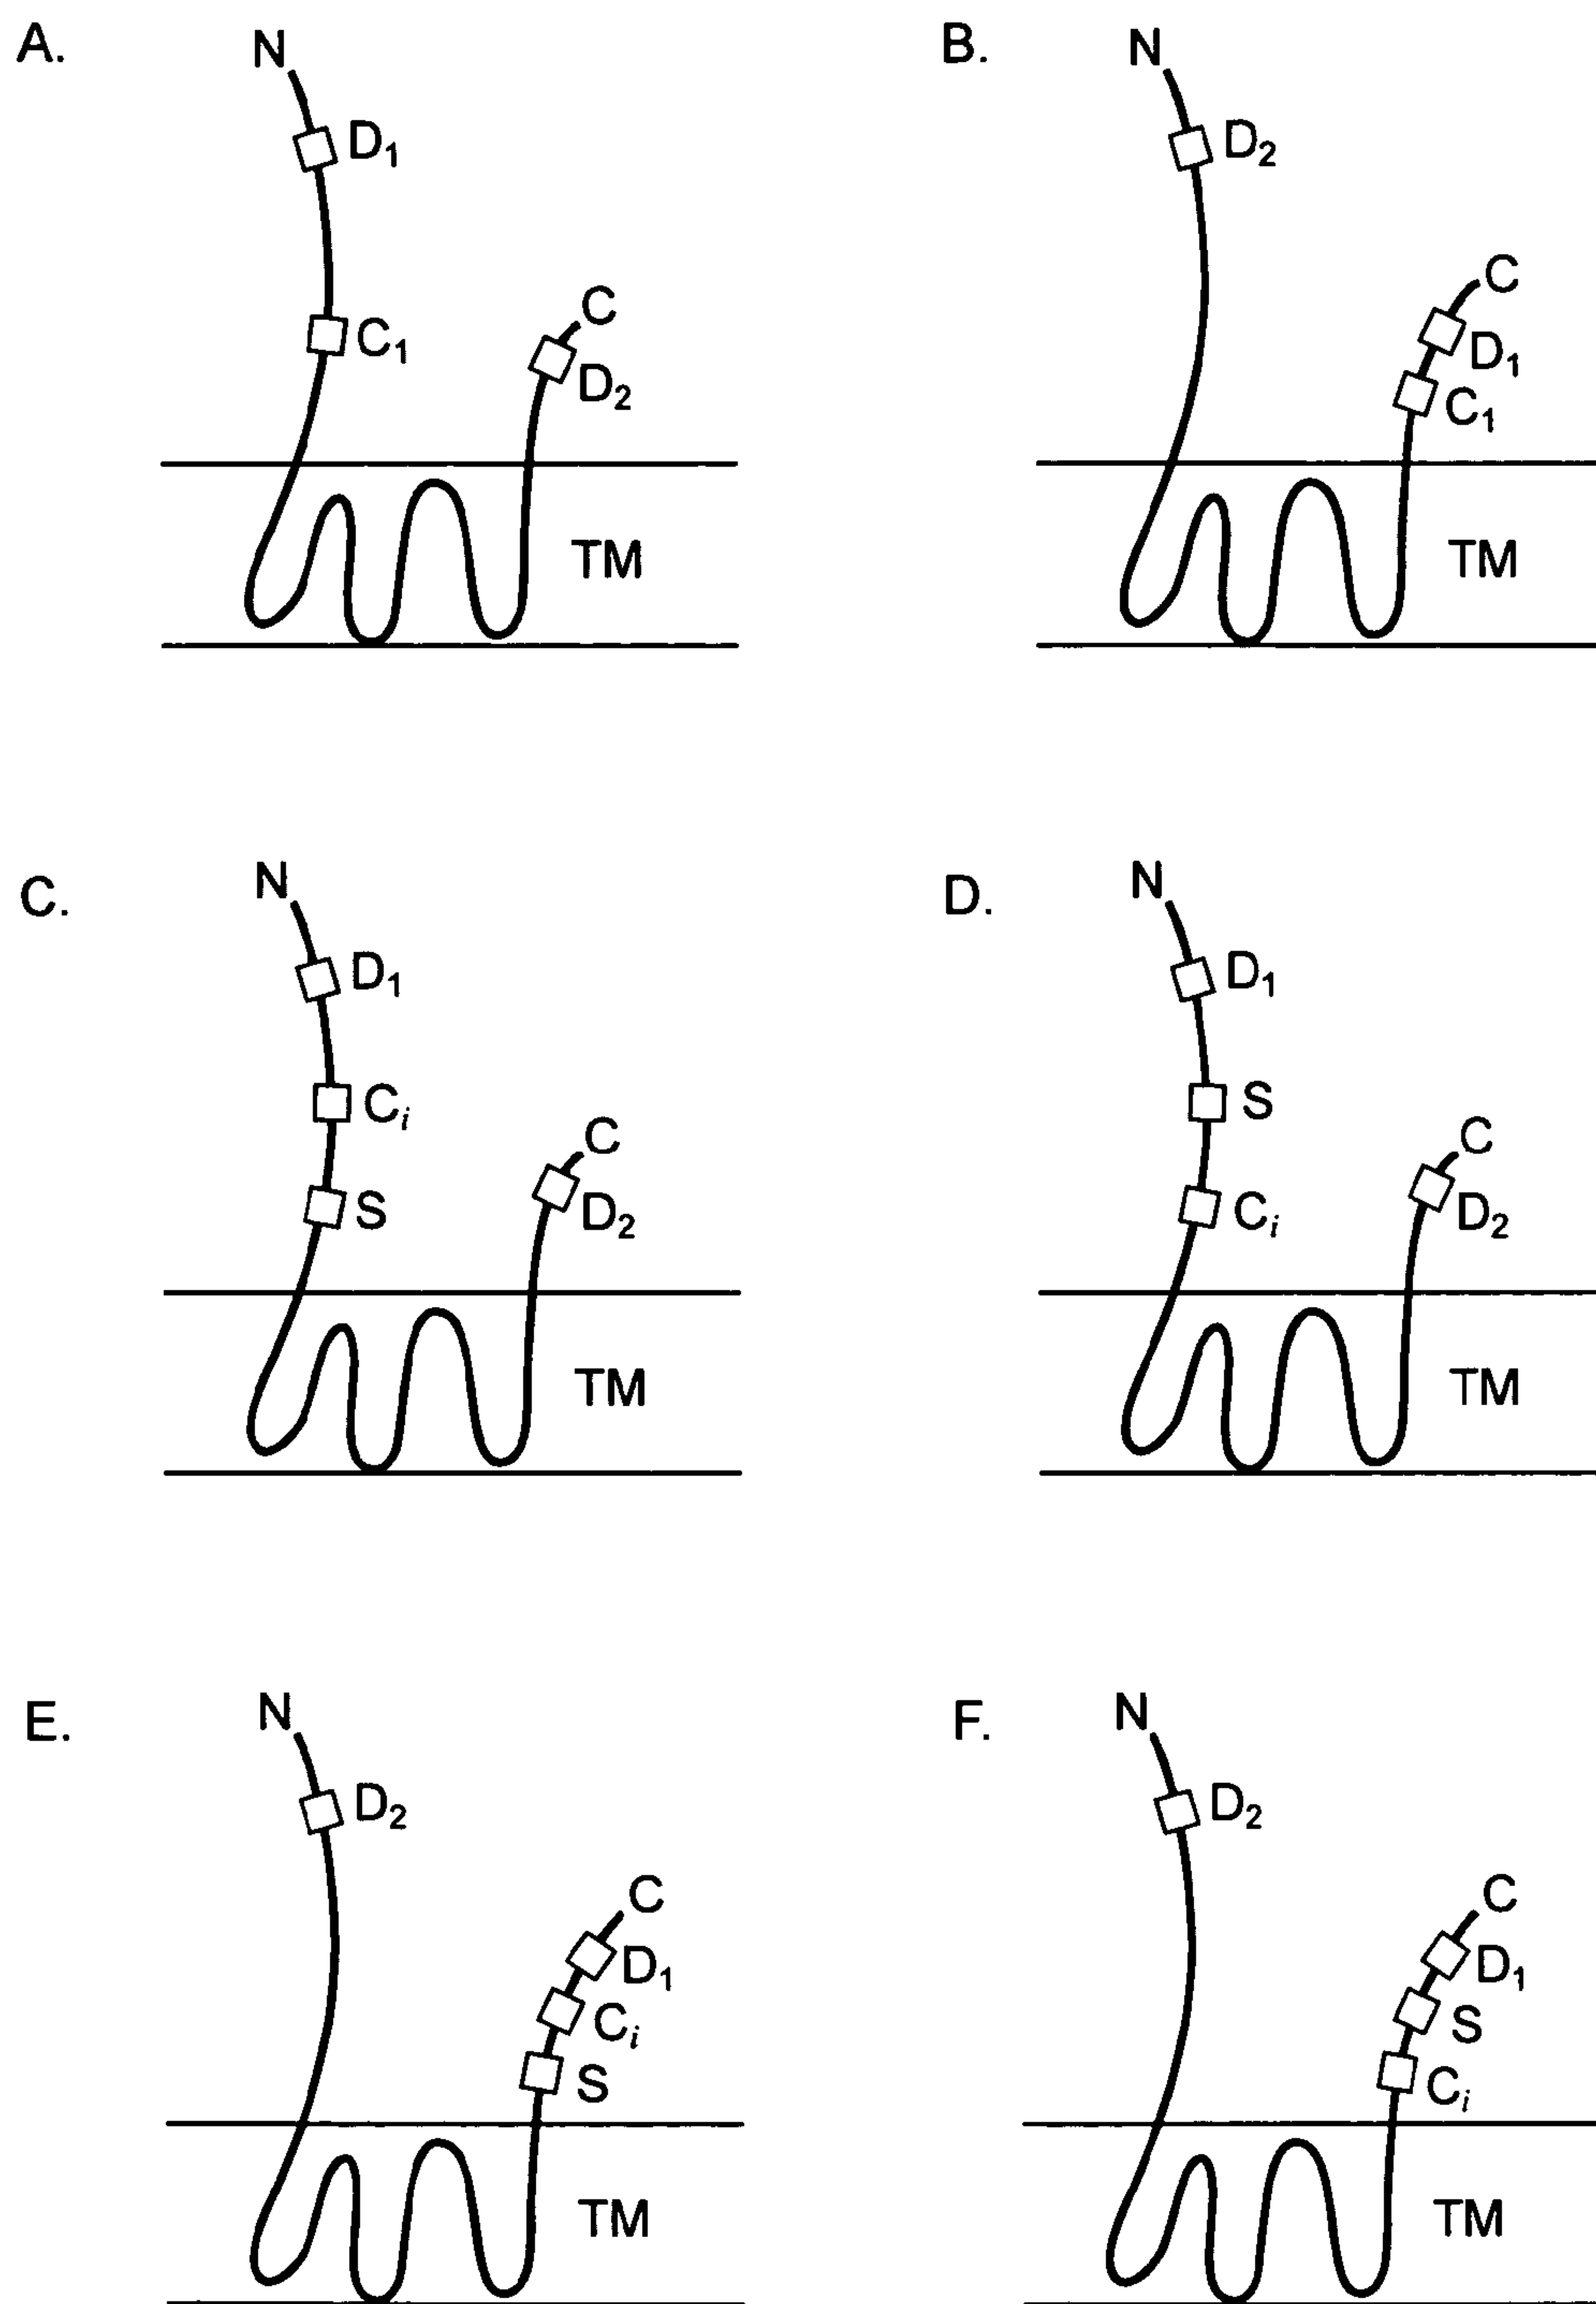 A.
N
D₁
C₁
C
D₂
TM
B.
N
D₂
C
D₁
C₁
TM
C.
N
D₁
Cᵢ
S
C
D₂
TM
D.
N
D₁
S
Cᵢ
C
D₂
TM
E.
N
D₂
C
D₁
Cᵢ
S
TM
F.
N
D₂
C
D₁
S
Cᵢ
TM